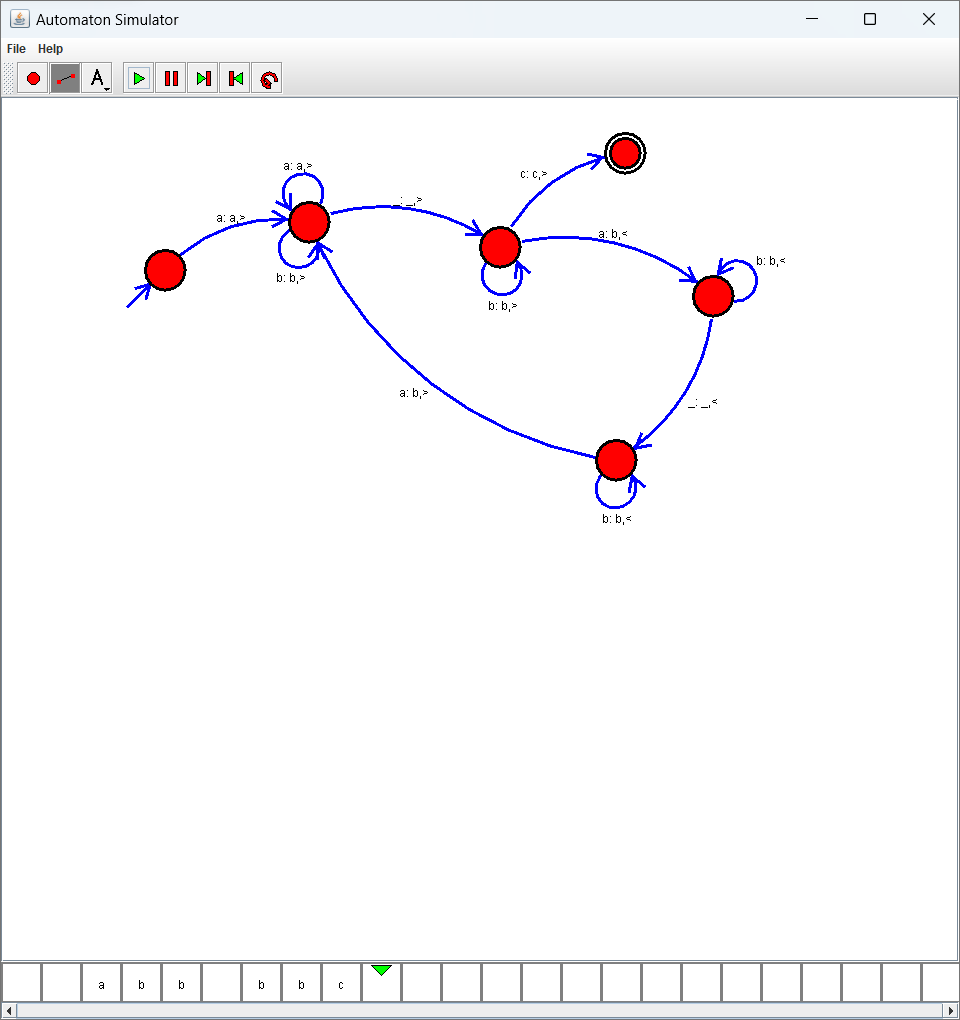 Automaton Simulator
File Help
A
a: a,>
c: c,>
a: a,>
_: _,>
a: b,<
b: b,>
b: b,<
b: b,>
a: b,>
_: _,<
b: b,<
a b b b b c